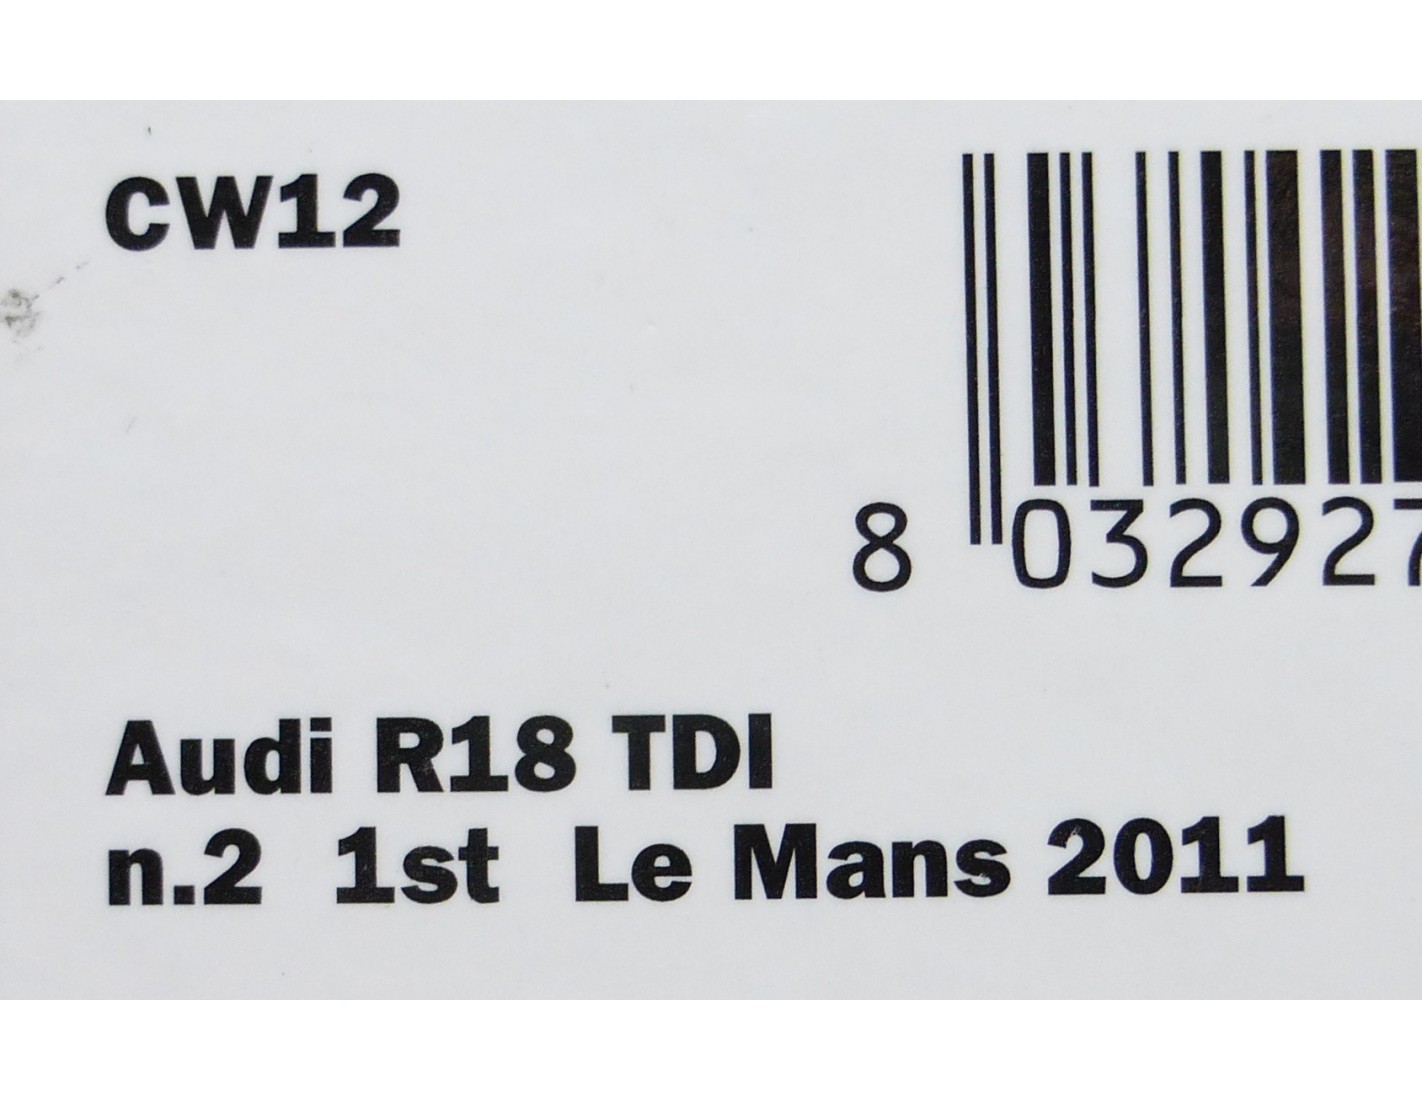 CW12
8 032927
Audi R18 TDI
n.2 1st Le Mans 2011